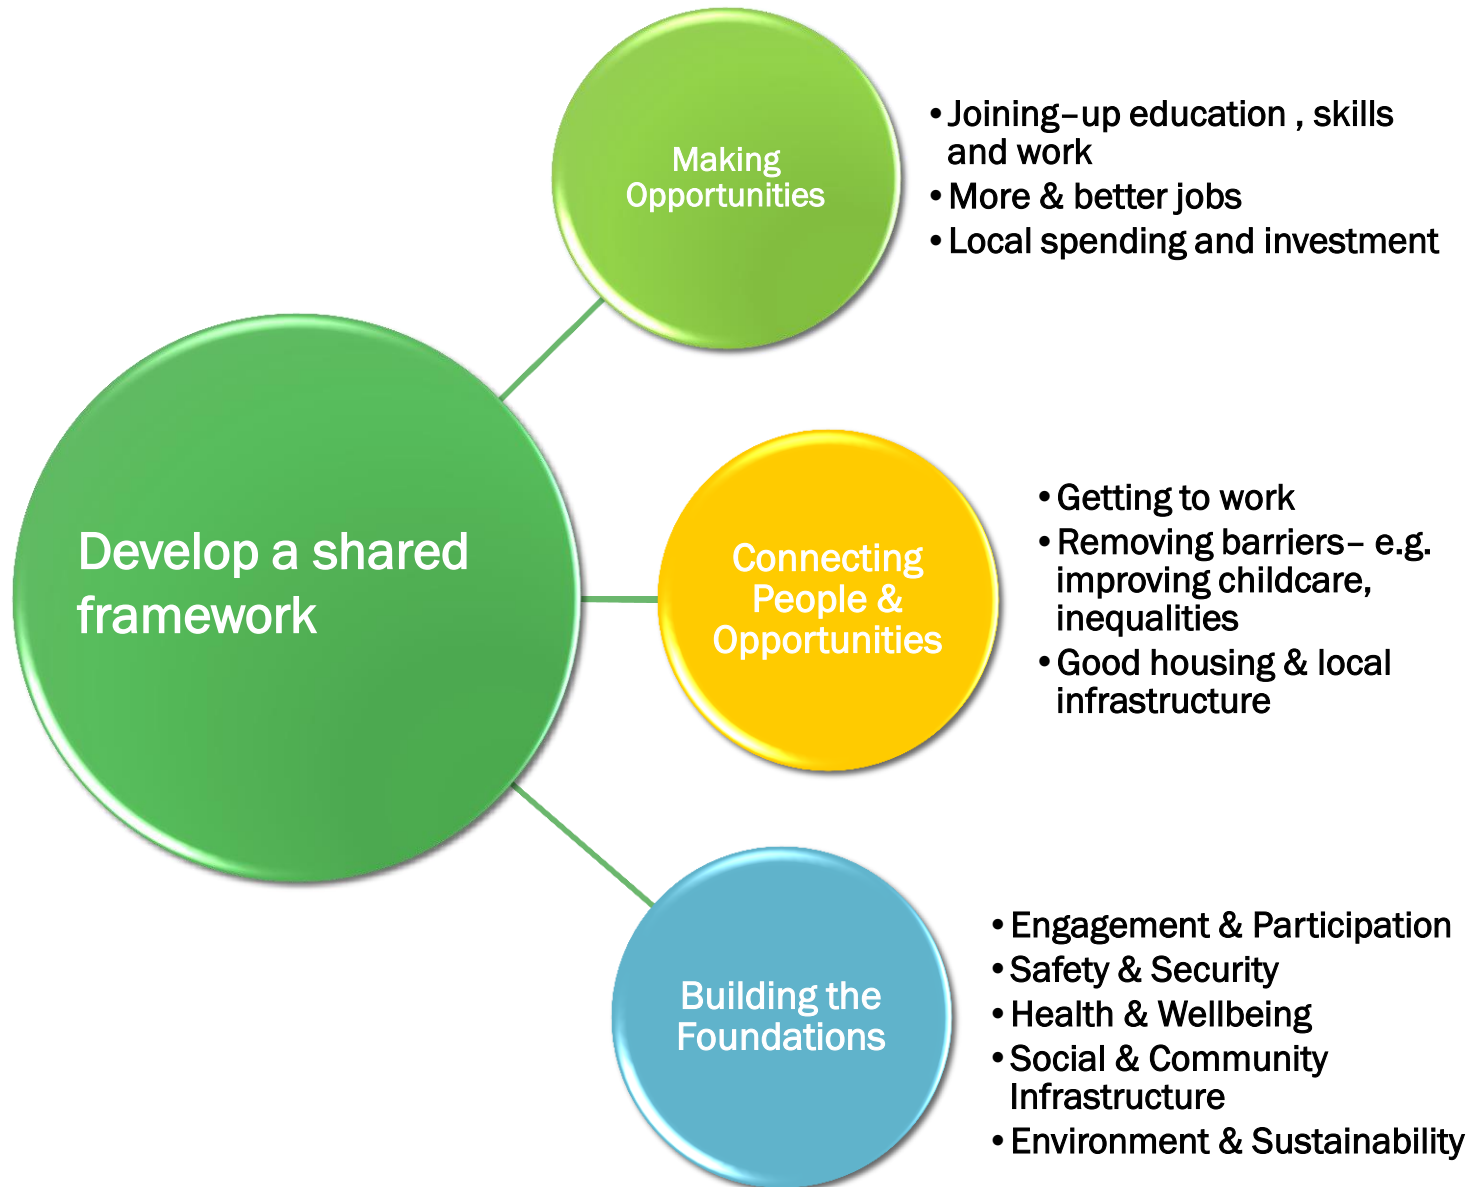 Making
Opportunities
•Joining–up education , skills
and work
•More & better jobs
•Local spending and investment
Develop a shared
framework
Connecting
People &
Opportunities
•Getting to work
•Removing barriers– e.g.
improving childcare,
inequalities
•Good housing & local
infrastructure
Building the
Foundations
•Engagement & Participation
•Safety & Security
•Health & Wellbeing
•Social & Community
Infrastructure
•Environment & Sustainability